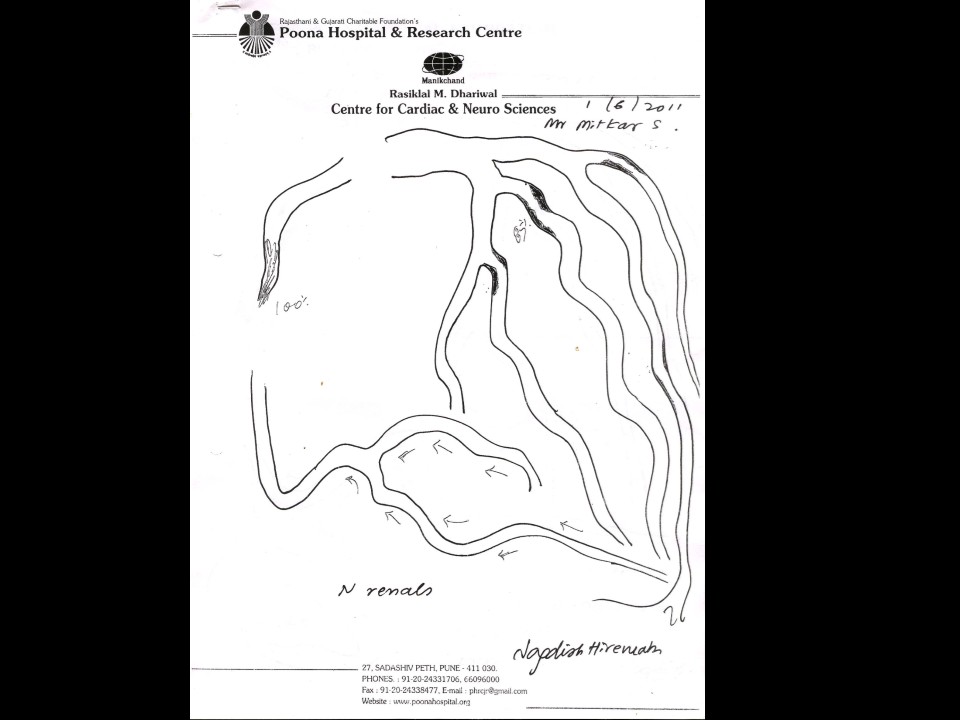 Rajasthani & Gujarati Charitable Foundation's
Poona Hospital & Research Centre
Manikchand
Rasiklal M. Dhariwal
Centre for Cardiac & Neuro Sciences
1/6/2011
Mr Mitkar S.
100%
N renals
Jagdish Hiremath
27, SADASHIV PETH, PUNE - 411 030.
PHONES. : 91-20-24331706, 66096000
Fax : 91-20-24338477, E-mail : phrcjr@gmail.com
Website : www.poonahospital.org